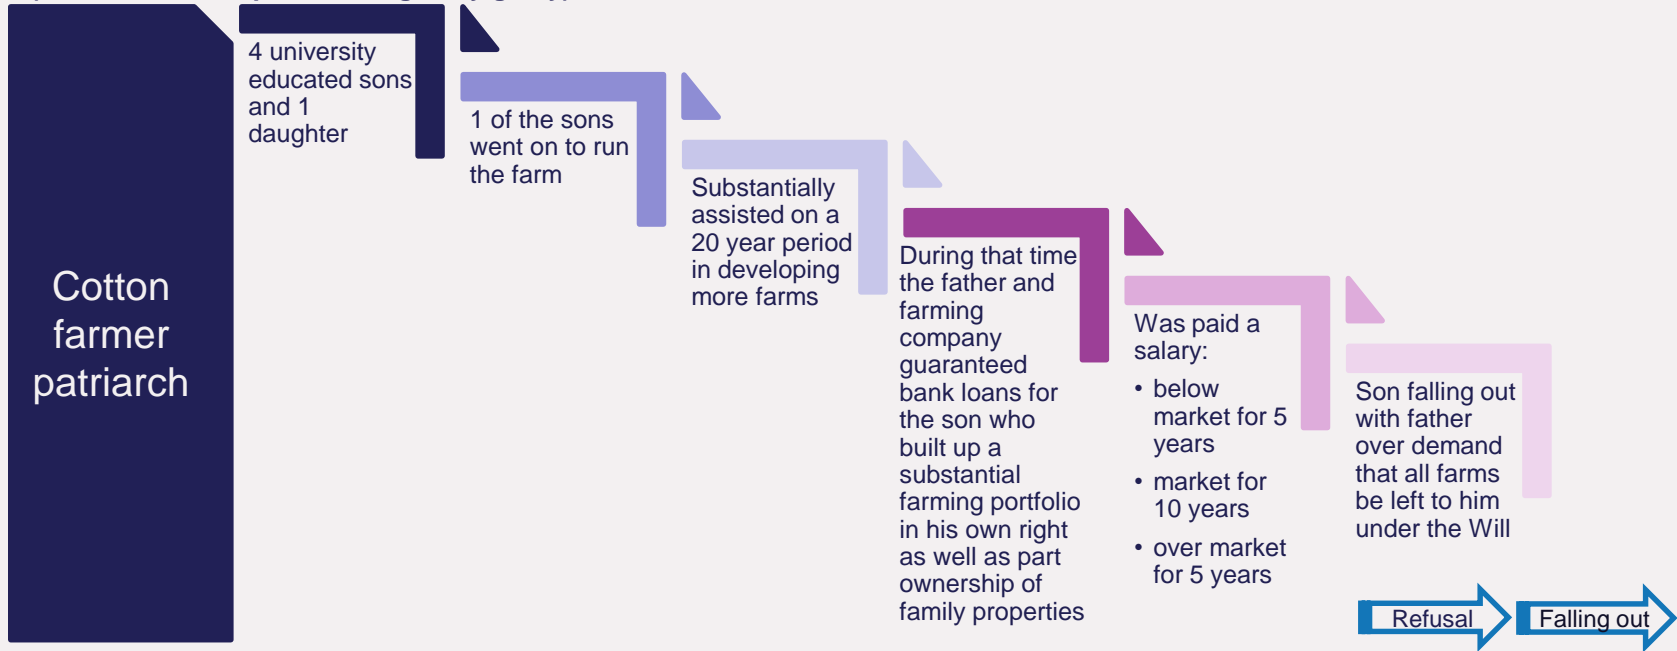 Cotton
farmer
patriarch
4 university
educated sons
and 1
daughter
1 of the sons
went on to run
the farm
Substantially
assisted on a
20 year period
in developing
more farms
During that time
the father and
farming
company
guaranteed
bank loans for
the son who
built up a
substantial
farming portfolio
in his own right
as well as part
ownership of
family properties
Was paid a
salary:
• below
market for 5
years
• market for
10 years
• over market
for 5 years
Son falling out
with father
over demand
that all farms
be left to him
under the Will
Refusal
Falling out